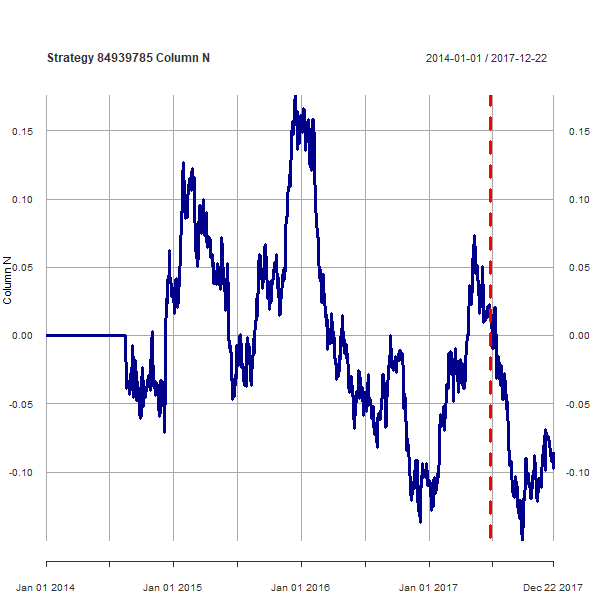 Strategy 84939785 Column N
2014-01-01 / 2017-12-22
0.15
0.10
0.05
0.00
-0.05
-0.10
Column N
0.15
0.10
0.05
0.00
-0.05
-0.10
Jan 01 2014
Jan 01 2015
Jan 01 2016
Jan 01 2017
Dec 22 2017